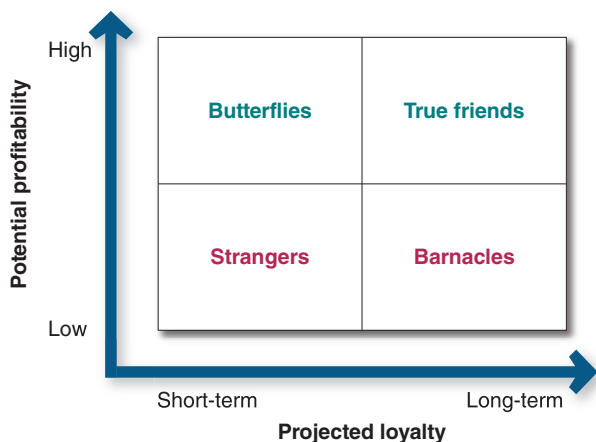 High
Potential profitability
Butterflies
True friends
Strangers
Barnacles
Low
Short-term
Long-term
Projected loyalty